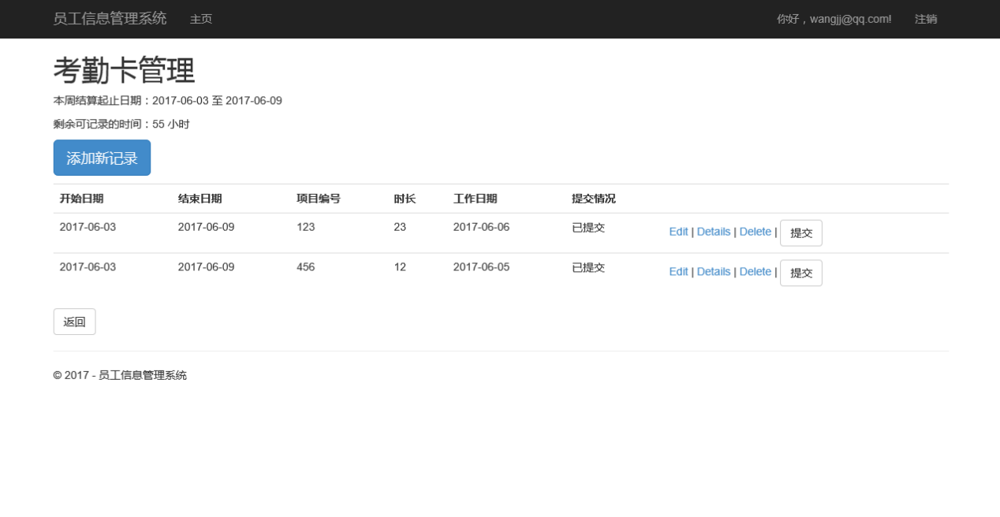 员工信息管理系统 主页 你好，wangjj@qq.com! 注销
考勤卡管理
本周结算起止日期：2017-06-03 至 2017-06-09
剩余可记录的时间：55 小时
添加新记录
开始日期 结束日期 项目编号 时长 工作日期 提交情况
2017-06-03 2017-06-09 123 23 2017-06-06 已提交 Edit | Details | Delete | 提交
2017-06-03 2017-06-09 456 12 2017-06-05 已提交 Edit | Details | Delete | 提交
返回
© 2017 - 员工信息管理系统